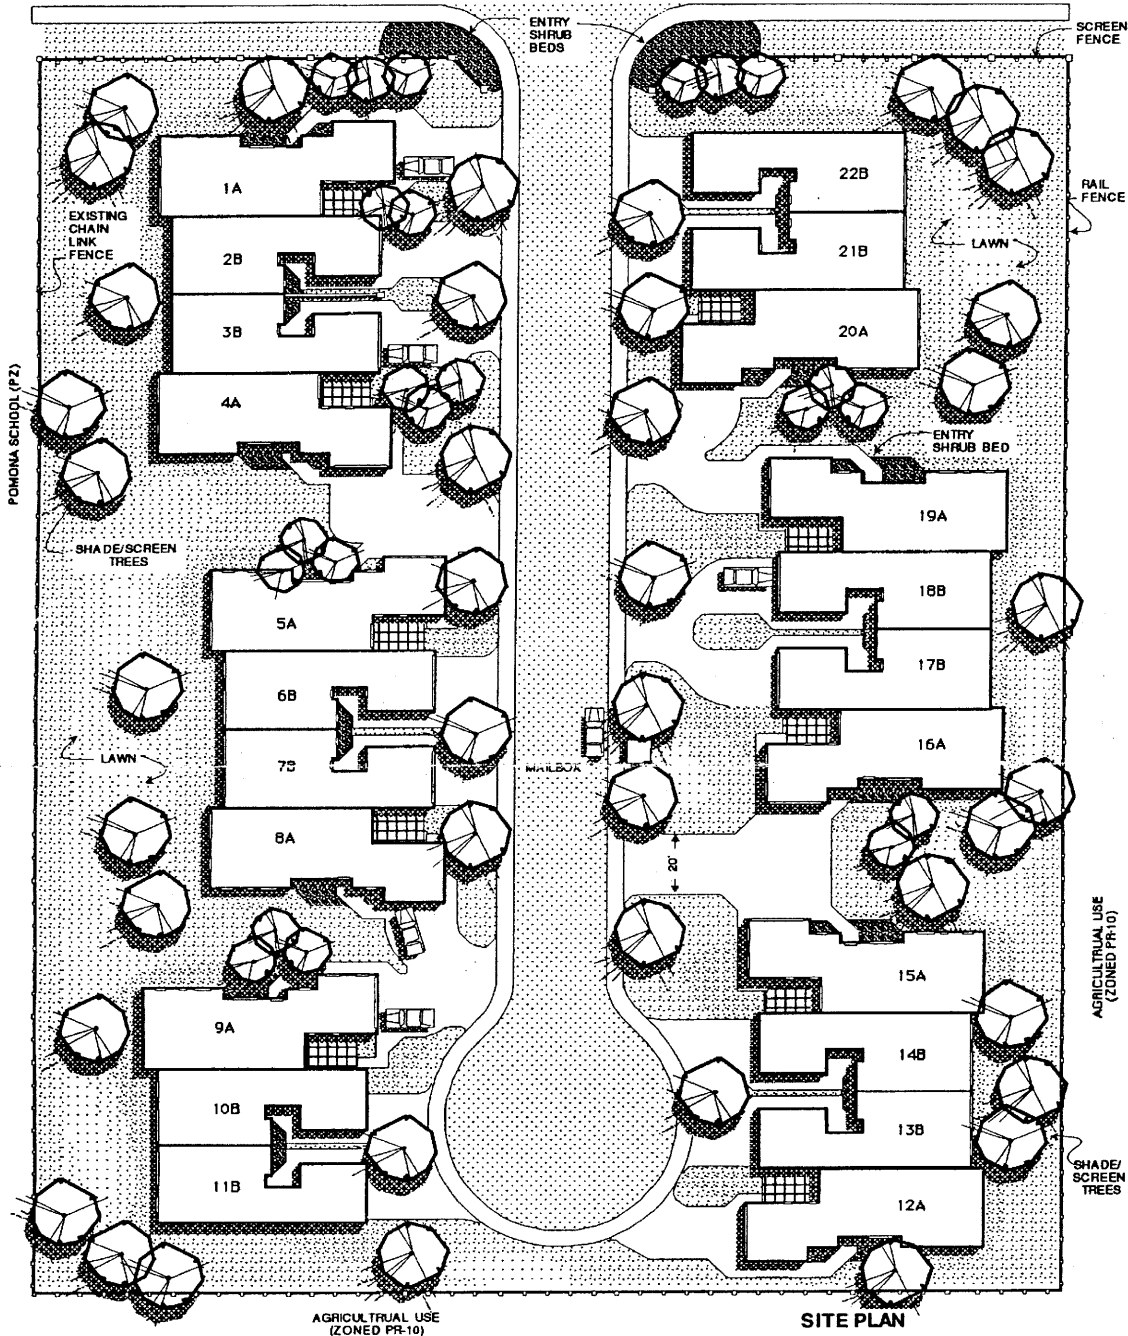 ENTRY
SHRUB
BEDS
SCREEN
FENCE
1A
22B
RAIL
FENCE
EXISTING
CHAIN
LINK
FENCE
2B
21B
LAWN
3B
20A
POMONA SCHOOL (PZ)
4A
ENTRY
SHRUB BED
19A
SHADE/SCREEN
TREES
18B
5A
17B
6B
16A
LAWN
7B
MAILBOX
8A
20'
AGRICULTRUAL USE
(ZONED PR-10)
15A
9A
14B
10B
13B
11B
SHADE/
SCREEN
TREES
12A
AGRICULTRUAL USE
(ZONED PR-10)
SITE PLAN